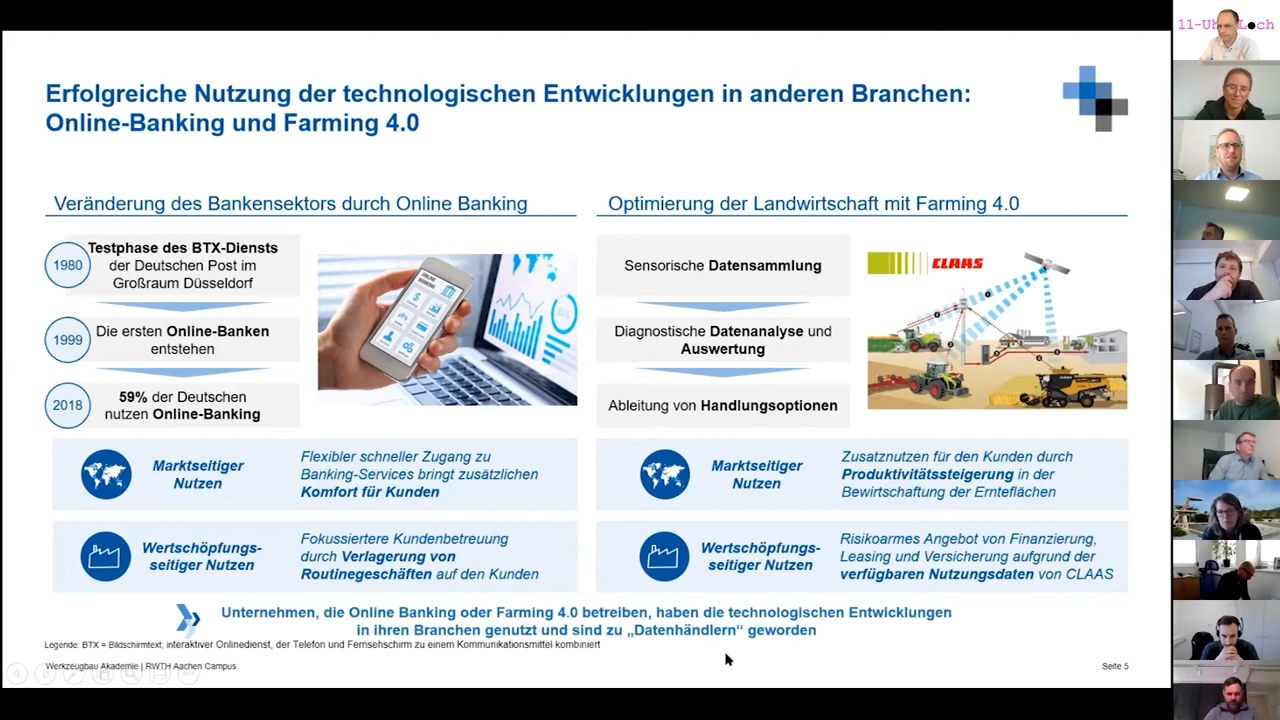 Erfolgreiche Nutzung der technologischen Entwicklungen in anderen Branchen:
Online-Banking und Farming 4.0
Veränderung des Bankensektors durch Online Banking
1980
Testphase des BTX-Diensts
der Deutschen Post im
Großraum Düsseldorf
1999
Die ersten Online-Banken
entstehen
2018
59% der Deutschen
nutzen Online-Banking
ONLINE
BANKING
Marktseitiger
Nutzen
Flexibler schneller Zugang zu
Banking-Services bringt zusätzlichen
Komfort für Kunden
Wertschöpfungs-
seitiger Nutzen
Fokussiertere Kundenbetreuung
durch Verlagerung von
Routinegeschäften auf den Kunden
Optimierung der Landwirtschaft mit Farming 4.0
Sensorische Datensammlung
Diagnostische Datenanalyse und
Auswertung
Ableitung von Handlungsoptionen
CLAAS
Marktseitiger
Nutzen
Zusatznutzen für den Kunden durch
Produktivitätssteigerung in der
Bewirtschaftung der Ernteflächen
Wertschöpfungs-
seitiger Nutzen
Risikoarmes Angebot von Finanzierung,
Leasing und Versicherung aufgrund der
verfügbaren Nutzungsdaten von CLAAS
Unternehmen, die Online Banking oder Farming 4.0 betreiben, haben die technologischen Entwicklungen
in ihren Branchen genutzt und sind zu „Datenhändlern“ geworden
Legende: BTX = Bildschirmtext; interaktiver Onlinedienst, der Telefon und Fernsehschirm zu einem Kommunikationsmittel kombiniert
Werkzeugbau Akademie | RWTH Aachen Campus
Seite 5